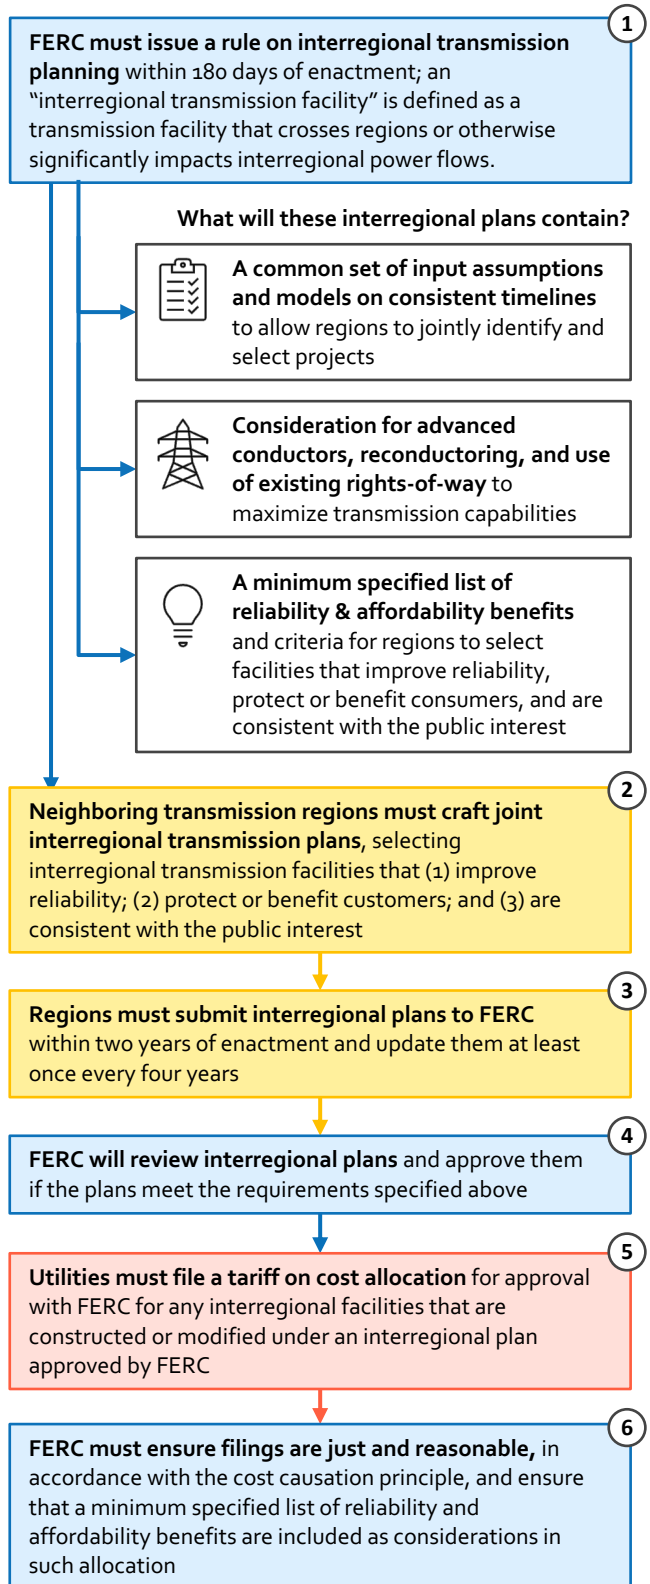 1
FERC must issue a rule on interregional transmission
planning within 180 days of enactment; an
“interregional transmission facility” is defined as a
transmission facility that crosses regions or otherwise
significantly impacts interregional power flows.
What will these interregional plans contain?
A common set of input assumptions
and models on consistent timelines
to allow regions to jointly identify and
select projects
Consideration for advanced
conductors, reconductoring, and use
of existing rights-of-way to
maximize transmission capabilities
A minimum specified list of
reliability & affordability benefits
and criteria for regions to select
facilities that improve reliability,
protect or benefit consumers, and are
consistent with the public interest
2
Neighboring transmission regions must craft joint
interregional transmission plans, selecting
interregional transmission facilities that (1) improve
reliability; (2) protect or benefit customers; and (3) are
consistent with the public interest
3
Regions must submit interregional plans to FERC
within two years of enactment and update them at least
once every four years
4
FERC will review interregional plans and approve them
if the plans meet the requirements specified above
5
Utilities must file a tariff on cost allocation for approval
with FERC for any interregional facilities that are
constructed or modified under an interregional plan
approved by FERC
6
FERC must ensure filings are just and reasonable, in
accordance with the cost causation principle, and ensure
that a minimum specified list of reliability and
affordability benefits are included as considerations in
such allocation